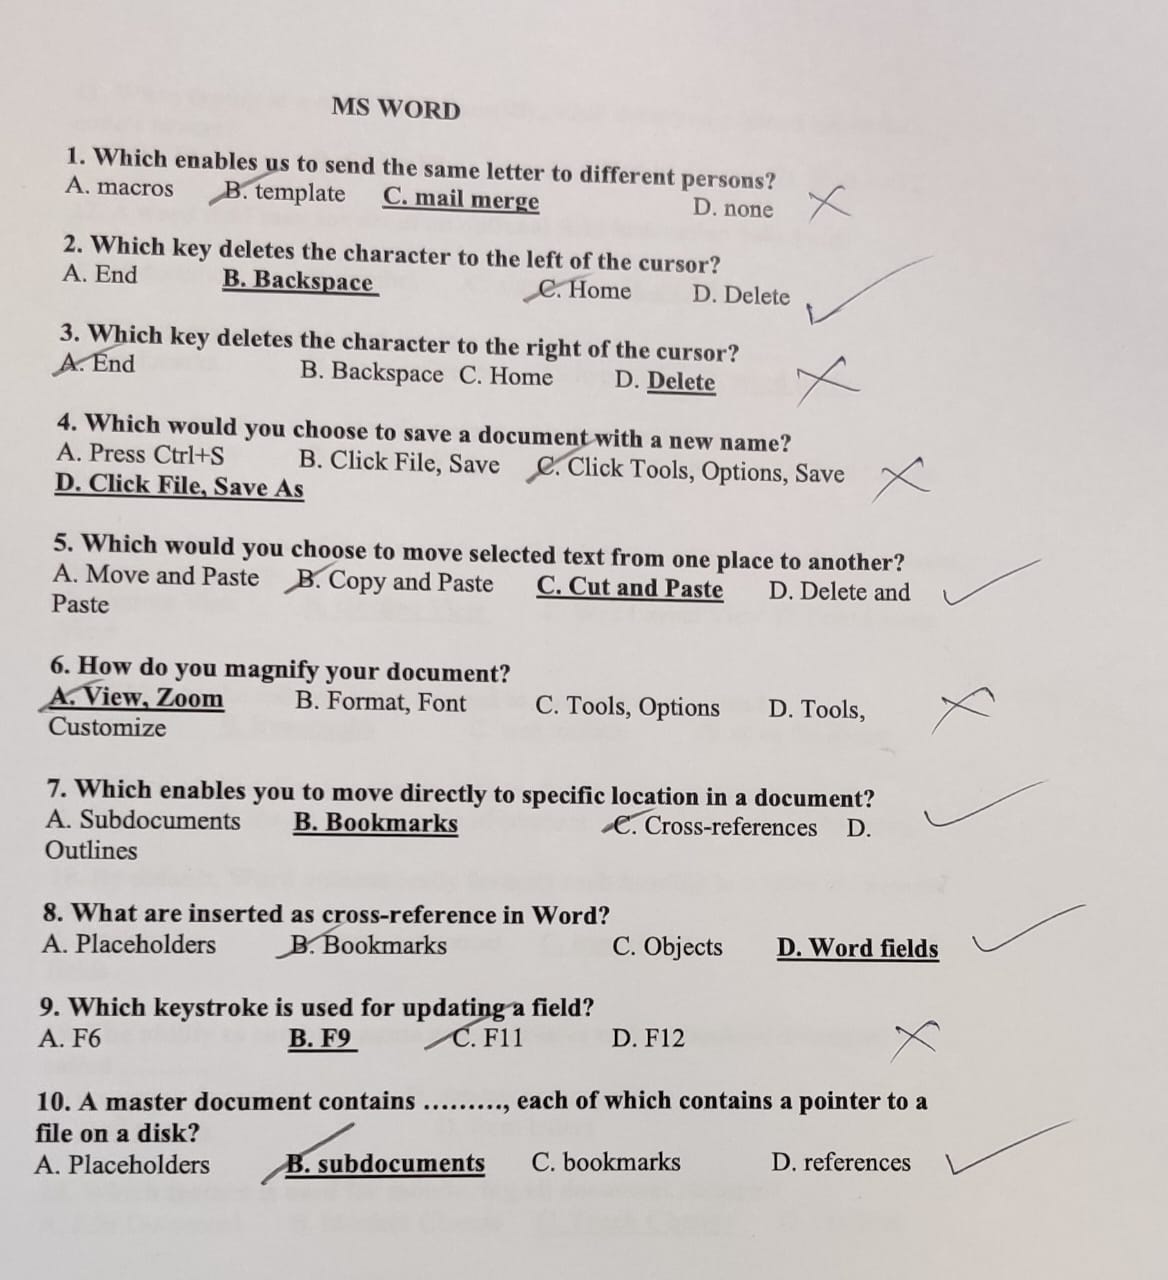 MS WORD
1. Which enables us to send the same letter to different persons?
A. macros B. template C. mail merge D. none
2. Which key deletes the character to the left of the cursor?
A. End B. Backspace C. Home D. Delete
3. Which key deletes the character to the right of the cursor?
A. End B. Backspace C. Home D. Delete
4. Which would you choose to save a document with a new name?
A. Press Ctrl+S B. Click File, Save C. Click Tools, Options, Save
D. Click File, Save As
5. Which would you choose to move selected text from one place to another?
A. Move and Paste B. Copy and Paste C. Cut and Paste D. Delete and
Paste
6. How do you magnify your document?
A. View, Zoom B. Format, Font C. Tools, Options D. Tools,
Customize
7. Which enables you to move directly to specific location in a document?
A. Subdocuments B. Bookmarks C. Cross-references D.
Outlines
8. What are inserted as cross-reference in Word?
A. Placeholders B. Bookmarks C. Objects D. Word fields
9. Which keystroke is used for updating a field?
A. F6 B. F9 C. F11 D. F12
10. A master document contains ………, each of which contains a pointer to a
file on a disk?
A. Placeholders B. subdocuments C. bookmarks D. references